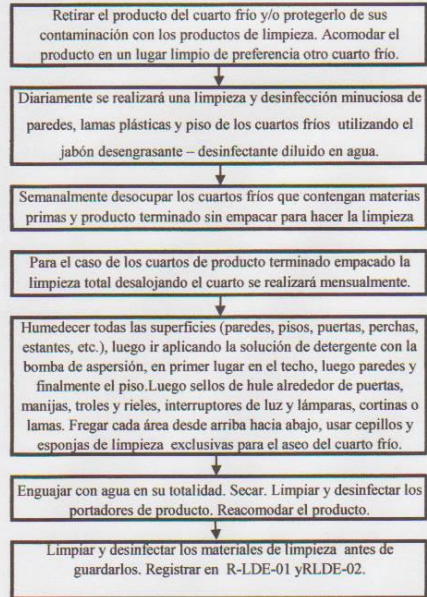 Retirar el producto del cuarto frío y/o protegerlo de sus
contaminación con los productos de limpieza. Acomodar el
producto en un lugar limpio de preferencia otro cuarto frío.
Diariamente se realizará una limpieza y desinfección minuciosa de
paredes, lamas plásticas y piso de los cuartos fríos utilizando el
jabón desengrasante – desinfectante diluido en agua.
Semanalmente desocupar los cuartos fríos que contengan materias
primas y producto terminado sin empacar para hacer la limpieza
Para el caso de los cuartos de producto terminado empacado la
limpieza total desalojando el cuarto se realizará mensualmente.
Humedecer todas las superficies (paredes, pisos, puertas, perchas,
estantes, etc.), luego ir aplicando la solución de detergente con la
bomba de aspersión, en primer lugar en el techo, luego paredes y
finalmente el piso.Luego sellos de hule alrededor de puertas,
manijas, troles y rieles, interruptores de luz y lámparas, cortinas o
lamas. Fregar cada área desde arriba hacia abajo, usar cepillos y
esponjas de limpieza exclusivas para el aseo del cuarto frío.
Enguajar con agua en su totalidad. Secar. Limpiar y desinfectar los
portadores de producto. Reacomodar el producto.
Limpiar y desinfectar los materiales de limpieza antes de
guardarlos. Registrar en R-LDE-01 yRLDE-02.